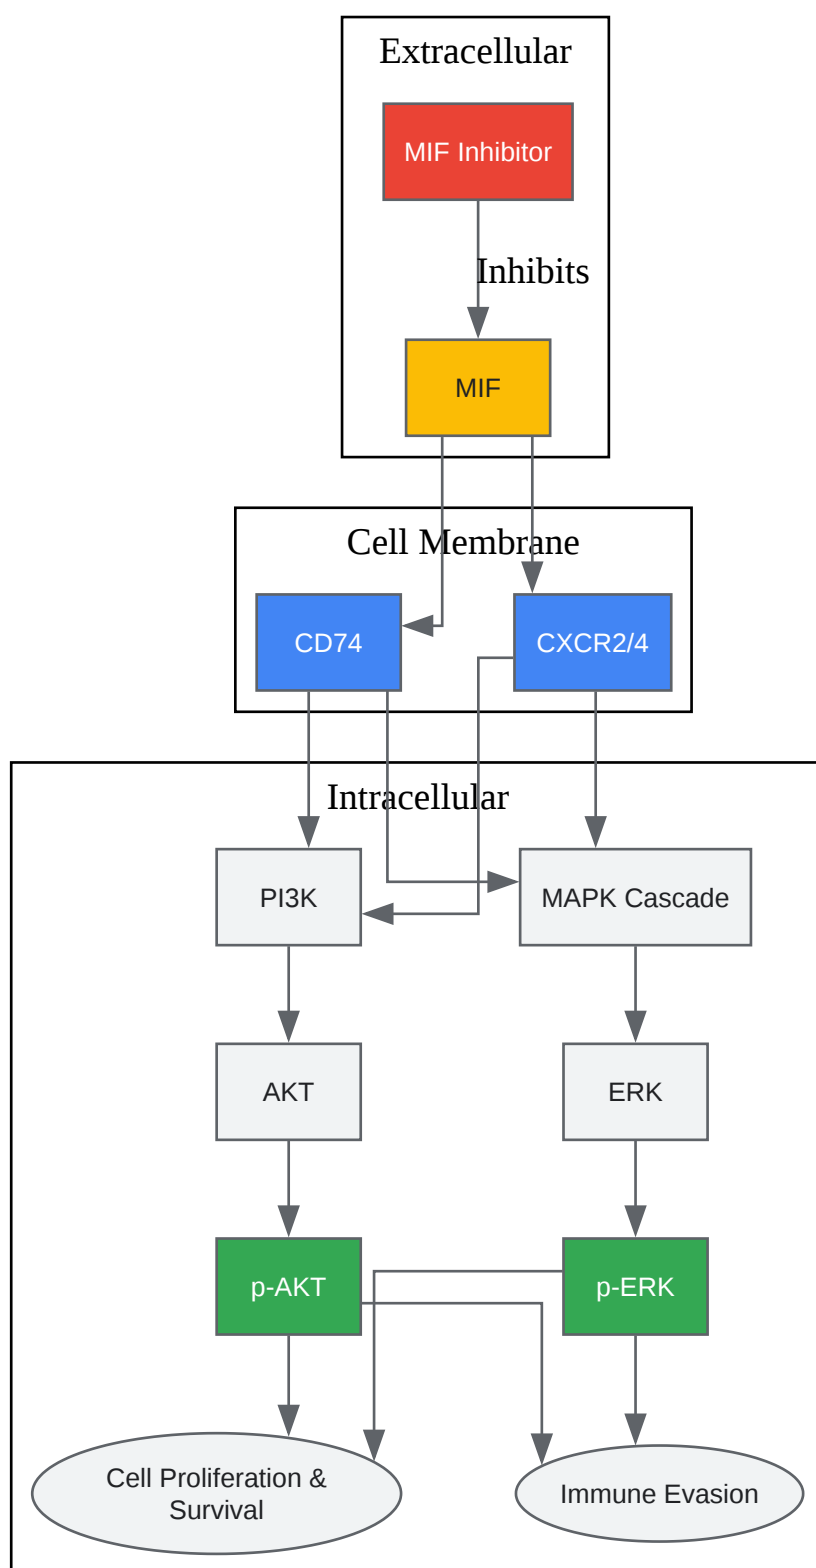 Extracellular
MIF Inhibitor
Inhibits
MIF
Cell Membrane
CD74
CXCR2/4
Intracellular
PI3K
MAPK Cascade
AKT
ERK
p-AKT
p-ERK
Cell Proliferation &
Survival
Immune Evasion